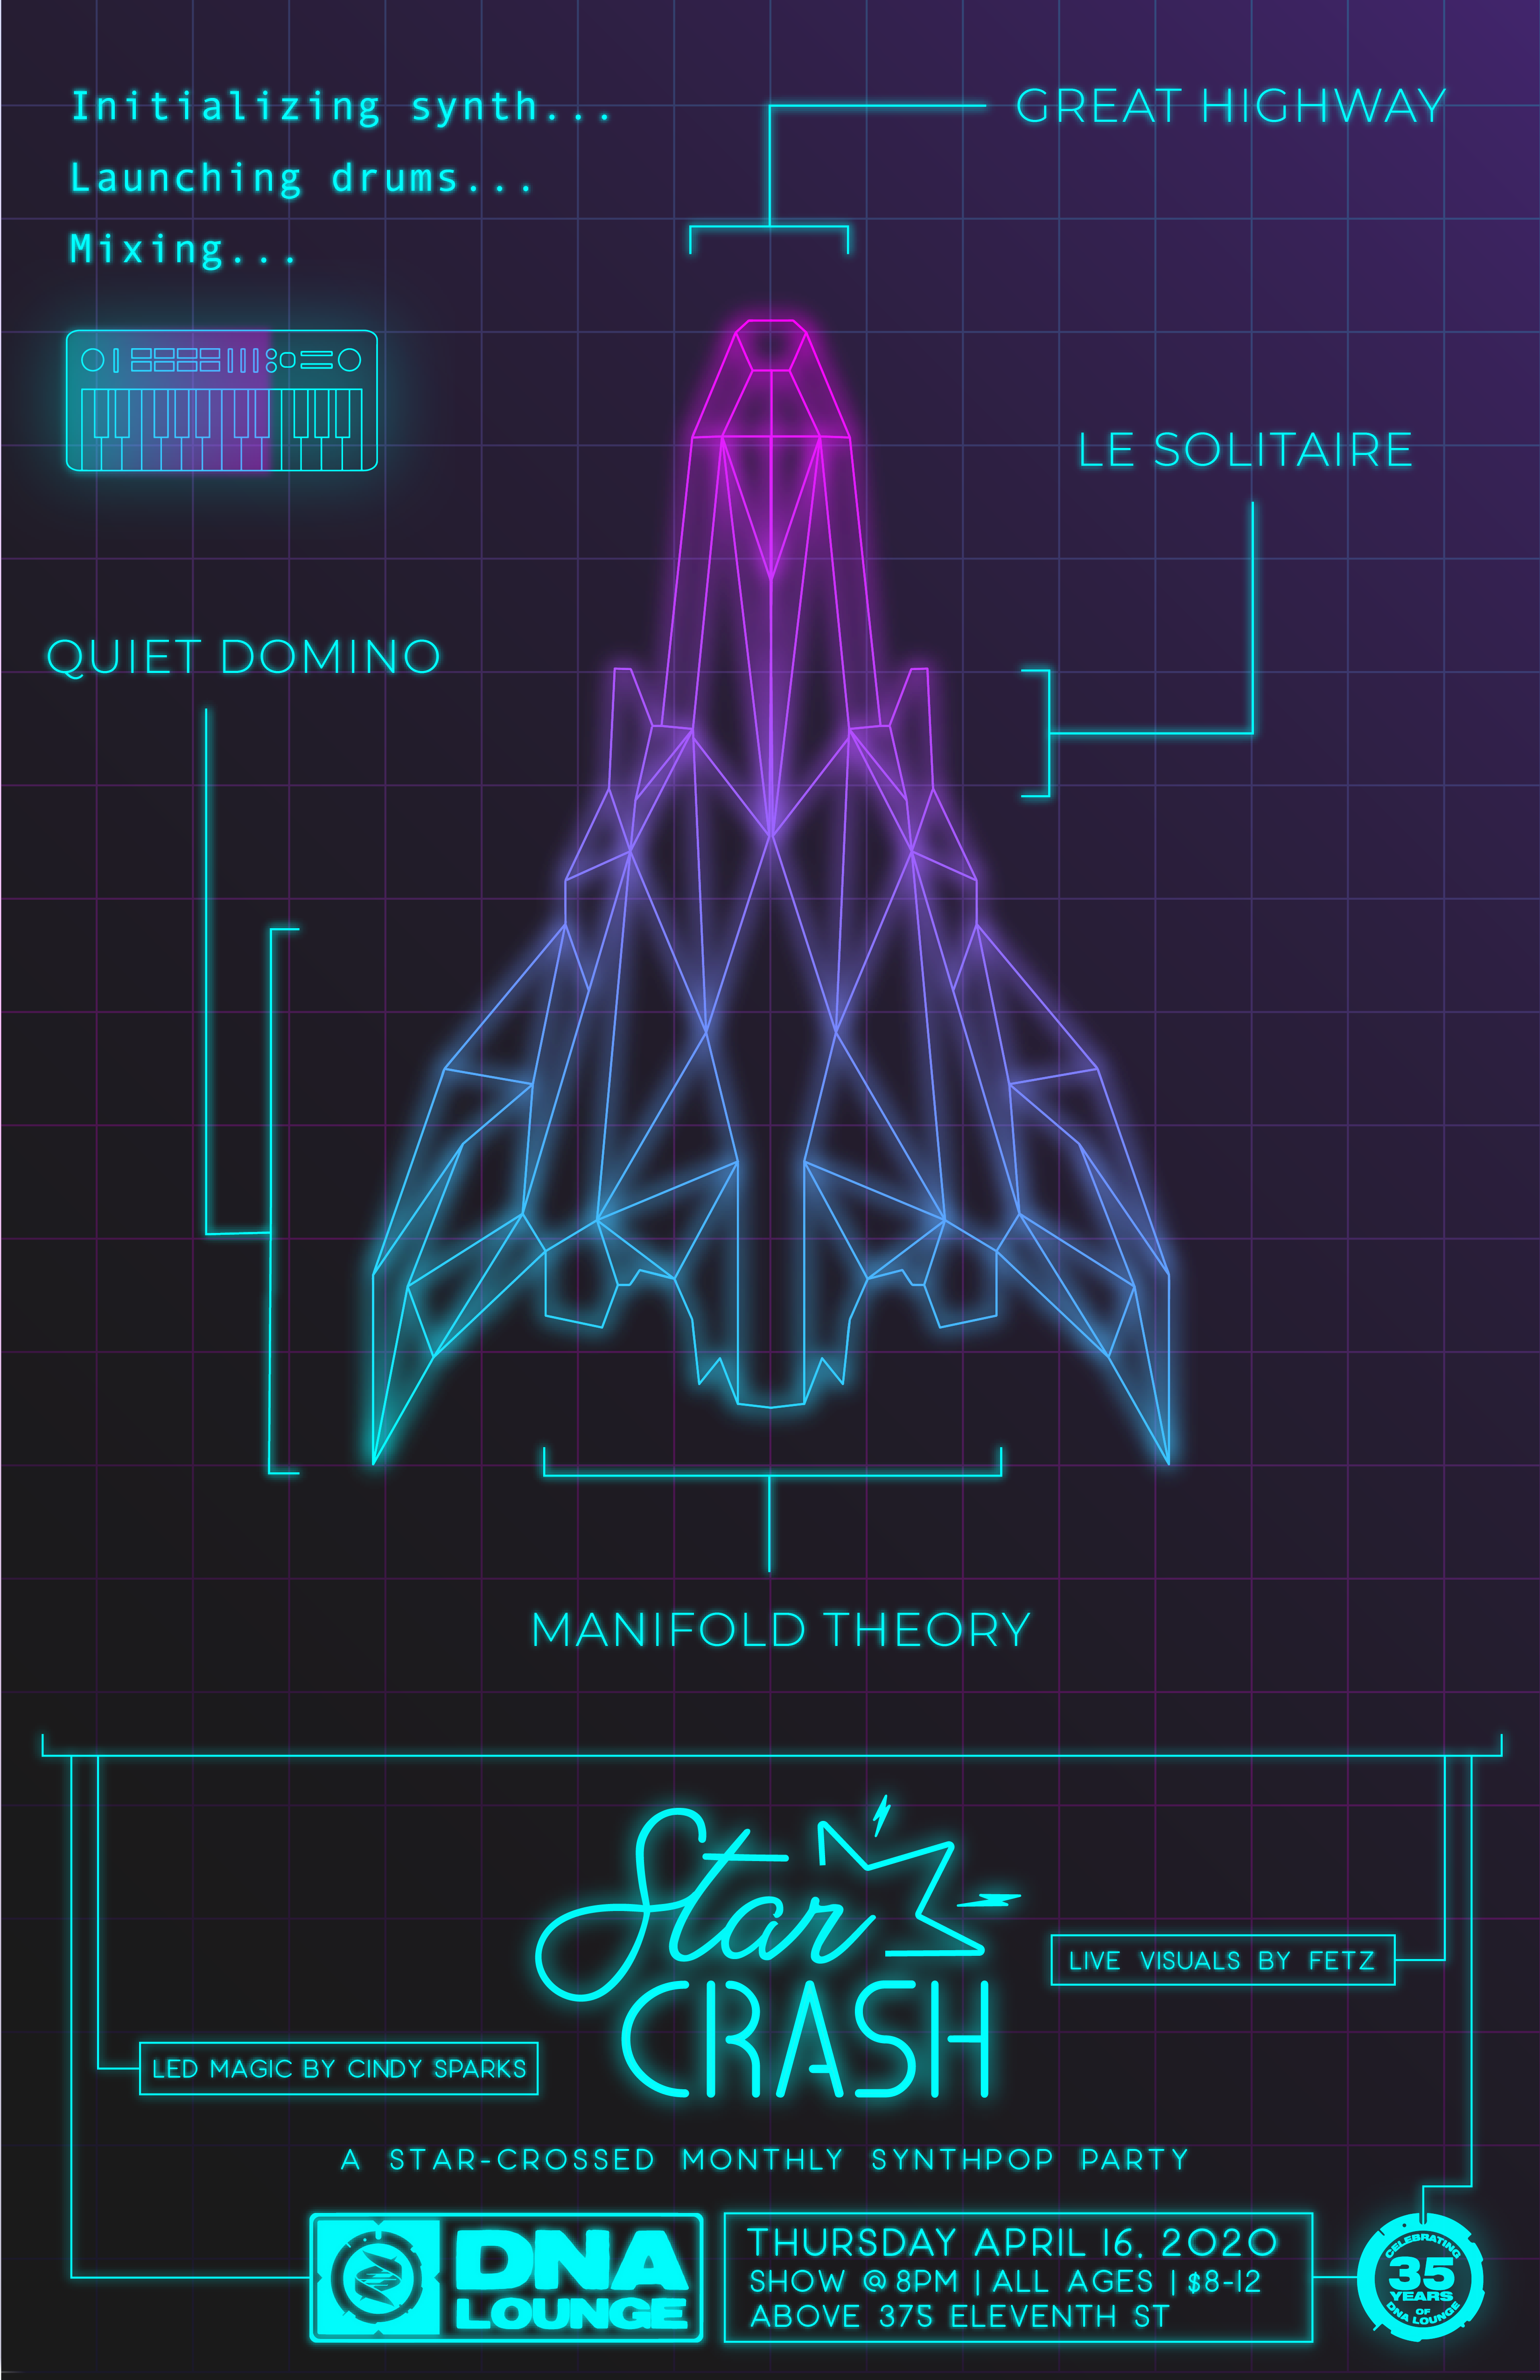 Initializing synth...
Launching drums...
Mixing...
GREAT HIGHWAY
LE SOLITAIRE
QUIET DOMINO
MANIFOLD THEORY
Star
CRASH
LIVE VISUALS BY FETZ
LED MAGIC BY CINDY SPARKS
A STAR-CROSSED MONTHLY SYNTHPOP PARTY
DNA
LOUNGE
THURSDAY APRIL 16, 2020
SHOW @ 8PM | ALL AGES | $8-12
ABOVE 375 ELEVENTH ST
CELEBRATING
35
YEARS
OF
DNA LOUNGE